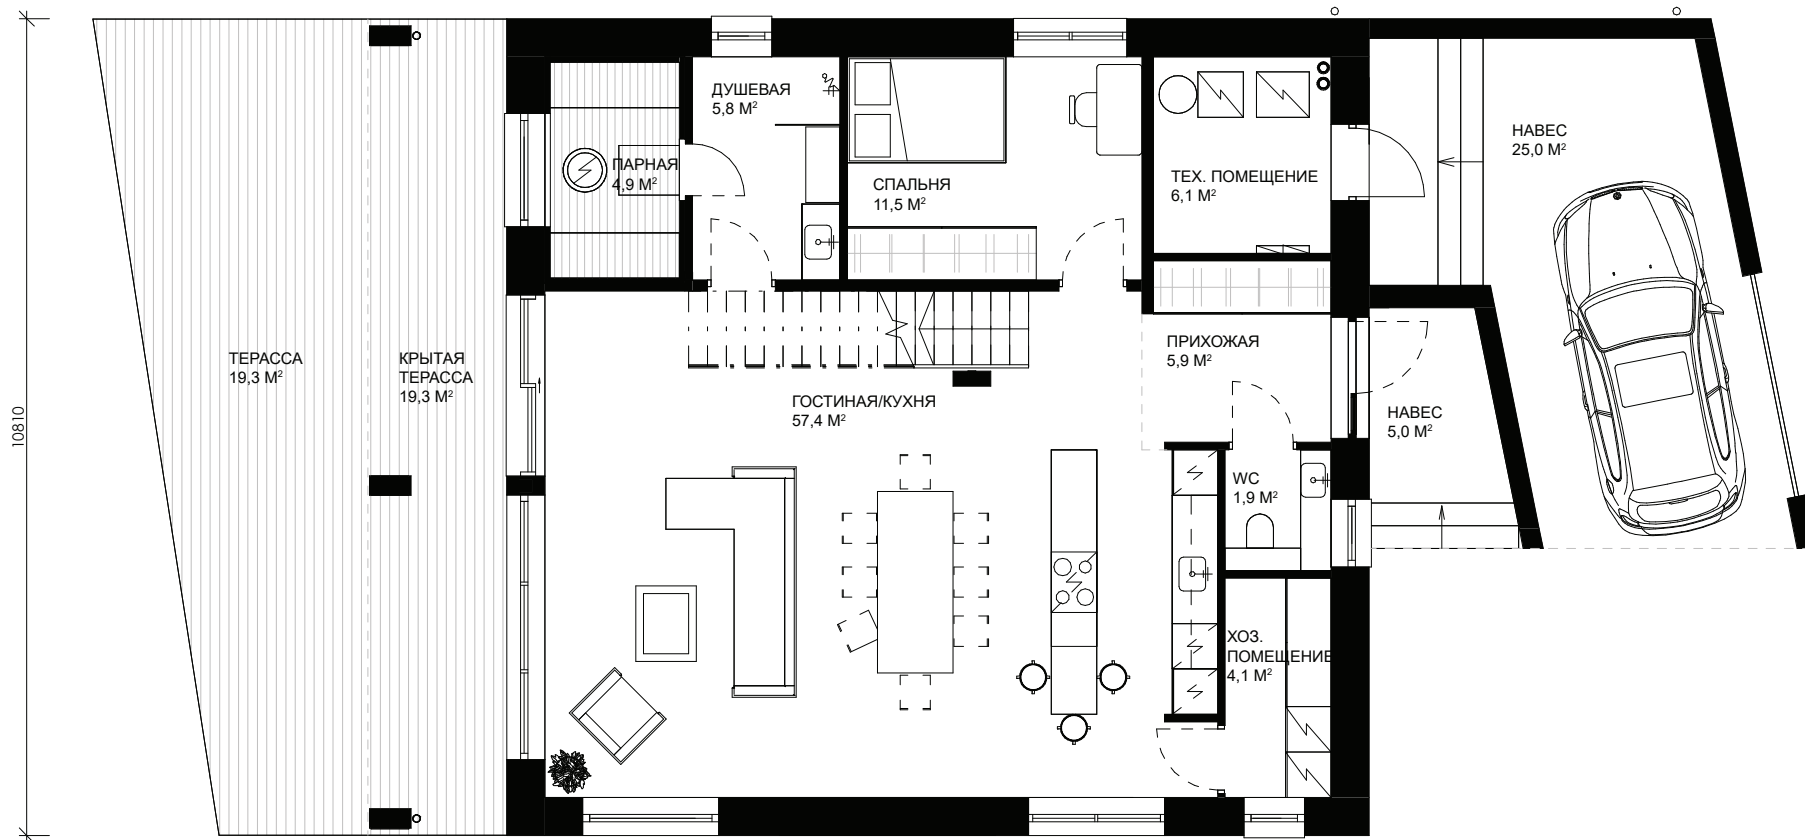 ДУШЕВАЯ
5,8 М²
ПАРНАЯ
4,9 М²
СПАЛЬНЯ
11,5 М²
ТЕХ. ПОМЕЩЕНИЕ
6,1 М²
НАВЕС
25,0 М²
ТЕРАССА
19,3 М²
КРЫТАЯ
ТЕРАССА
19,3 М²
ГОСТИНАЯ/КУХНЯ
57,4 М²
ПРИХОЖАЯ
5,9 М²
НАВЕС
5,0 М²
10810
WC
1,9 М²
ХОЗ.
ПОМЕЩЕНИЕ
4,1 М²